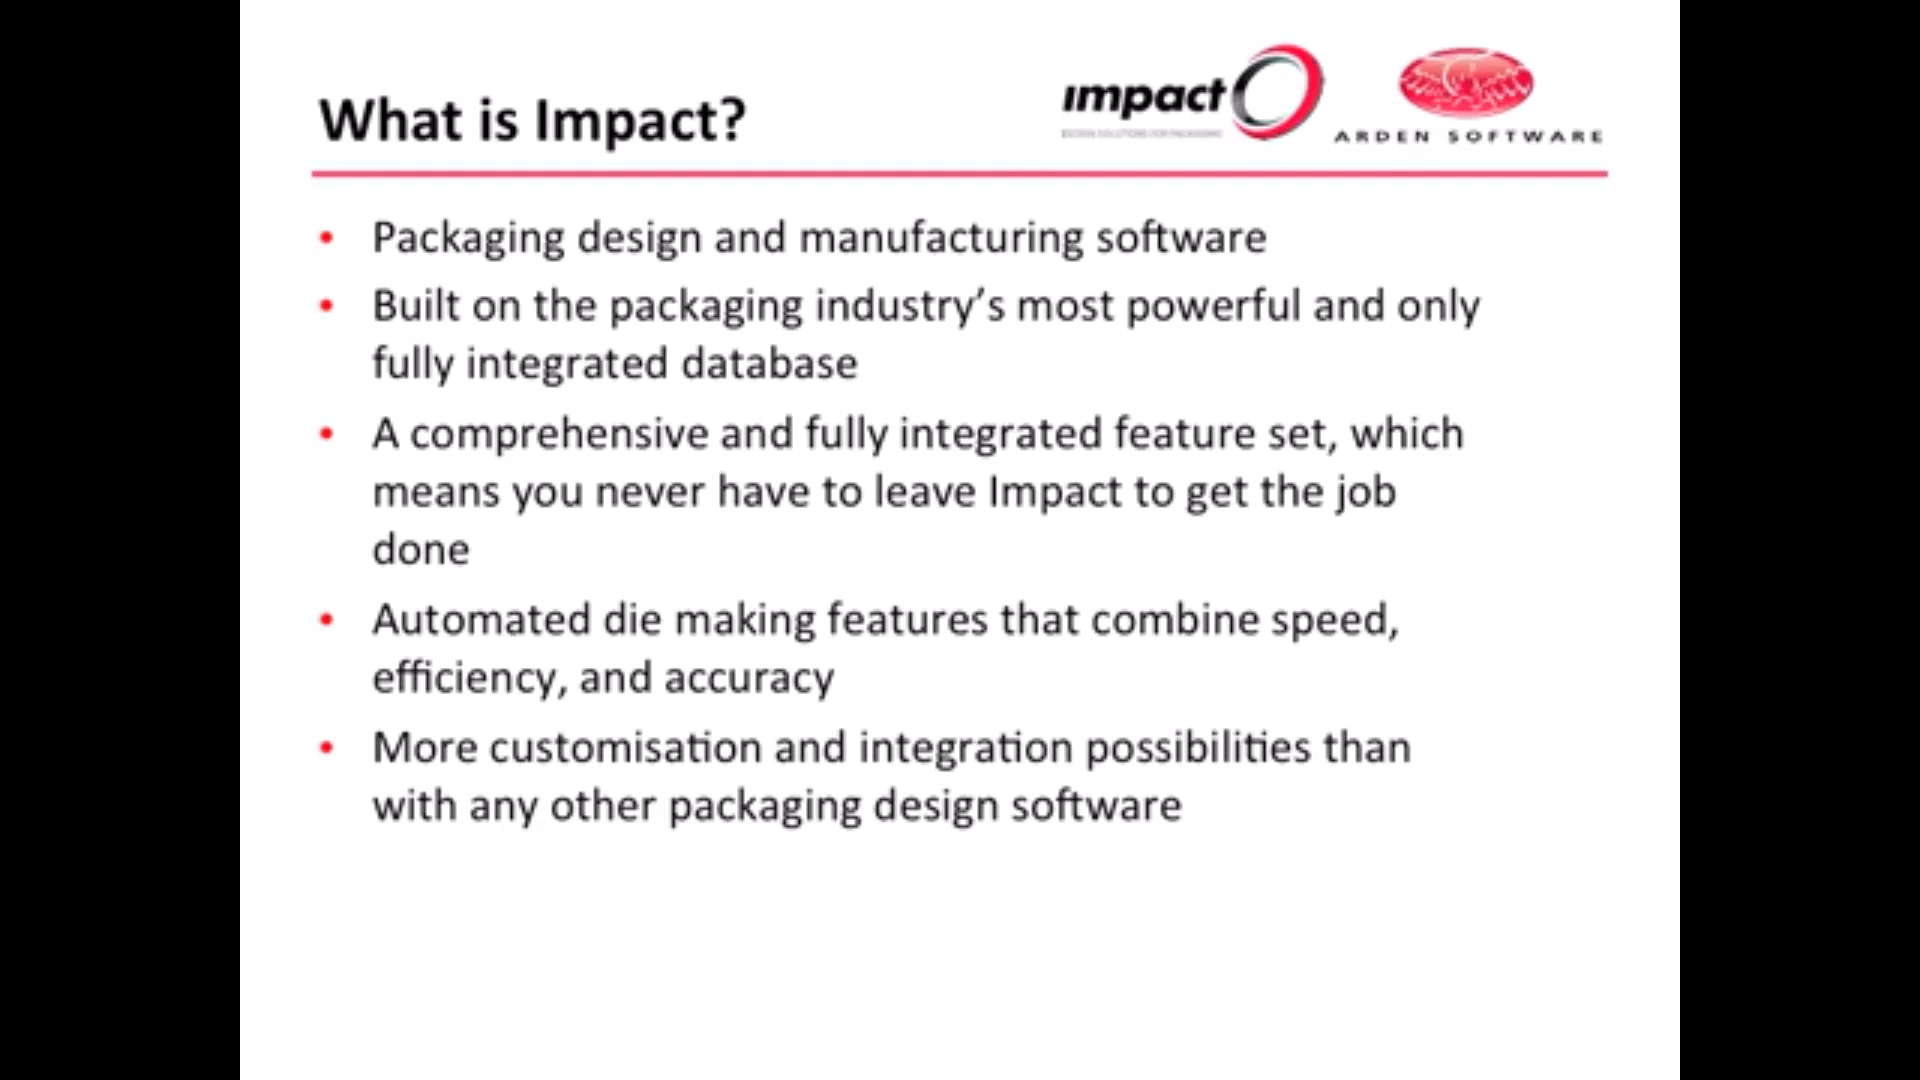 What is Impact?
impact
ARDEN SOFTWARE
• Packaging design and manufacturing software
• Built on the packaging industry’s most powerful and only
fully integrated database
• A comprehensive and fully integrated feature set, which
means you never have to leave Impact to get the job
done
• Automated die making features that combine speed,
efficiency, and accuracy
• More customisation and integration possibilities than
with any other packaging design software